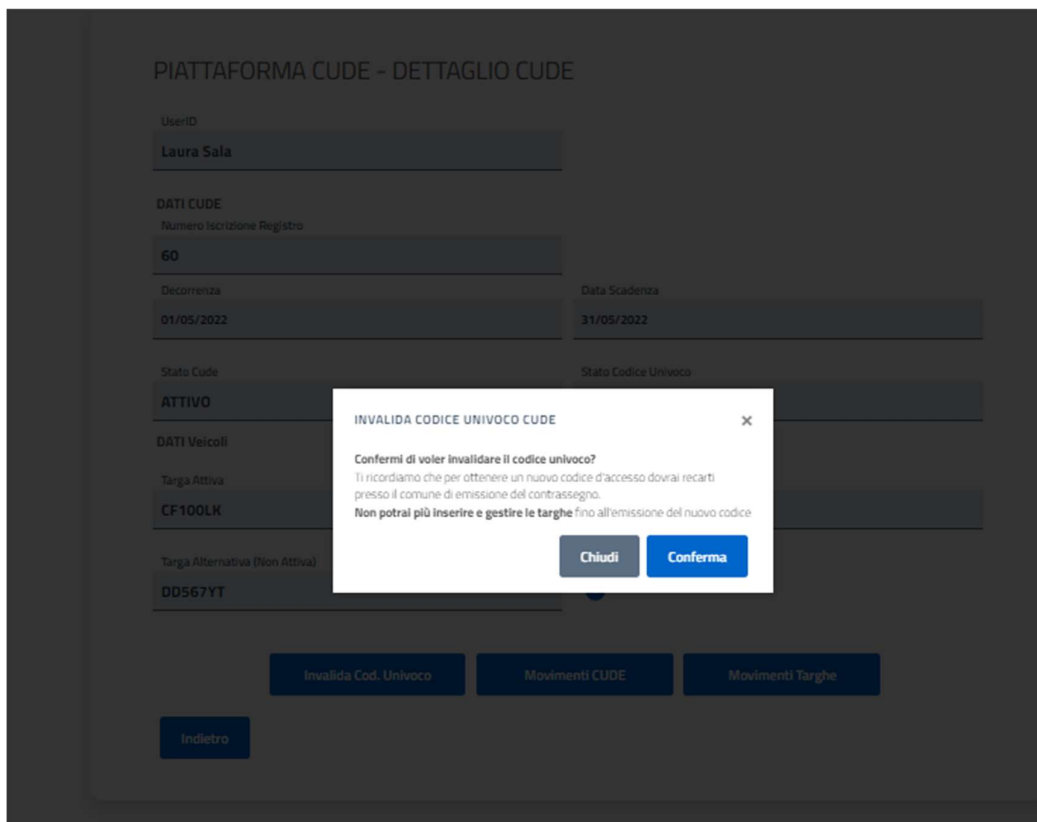 PIATTAFORMA CUDE - DETTAGLIO CUDE
UserID
Laura Sala
DATI CUDE
Numero Iscrizione Registro
60
Decorrenza Data Scadenza
01/05/2022 31/05/2022
Stato Cude Stato Codice Univoco
ATTIVO
INVALIDA CODICE UNIVOCO CUDE ×
Confermi di voler invalidare il codice univoco?
Ti ricordiamo che per ottenere un nuovo codice d'accesso dovrai recarti
presso il comune di emissione del contrassegno.
Non potrai più inserire e gestire le targhe fino all'emissione del nuovo codice
Chiudi Conferma
DATI Veicoli
Targa Attiva
CF100LK
Targa Alternativa (Non Attiva)
DD567YT
Invalida Cod. Univoco Movimenti CUDE Movimenti Targhe
Indietro